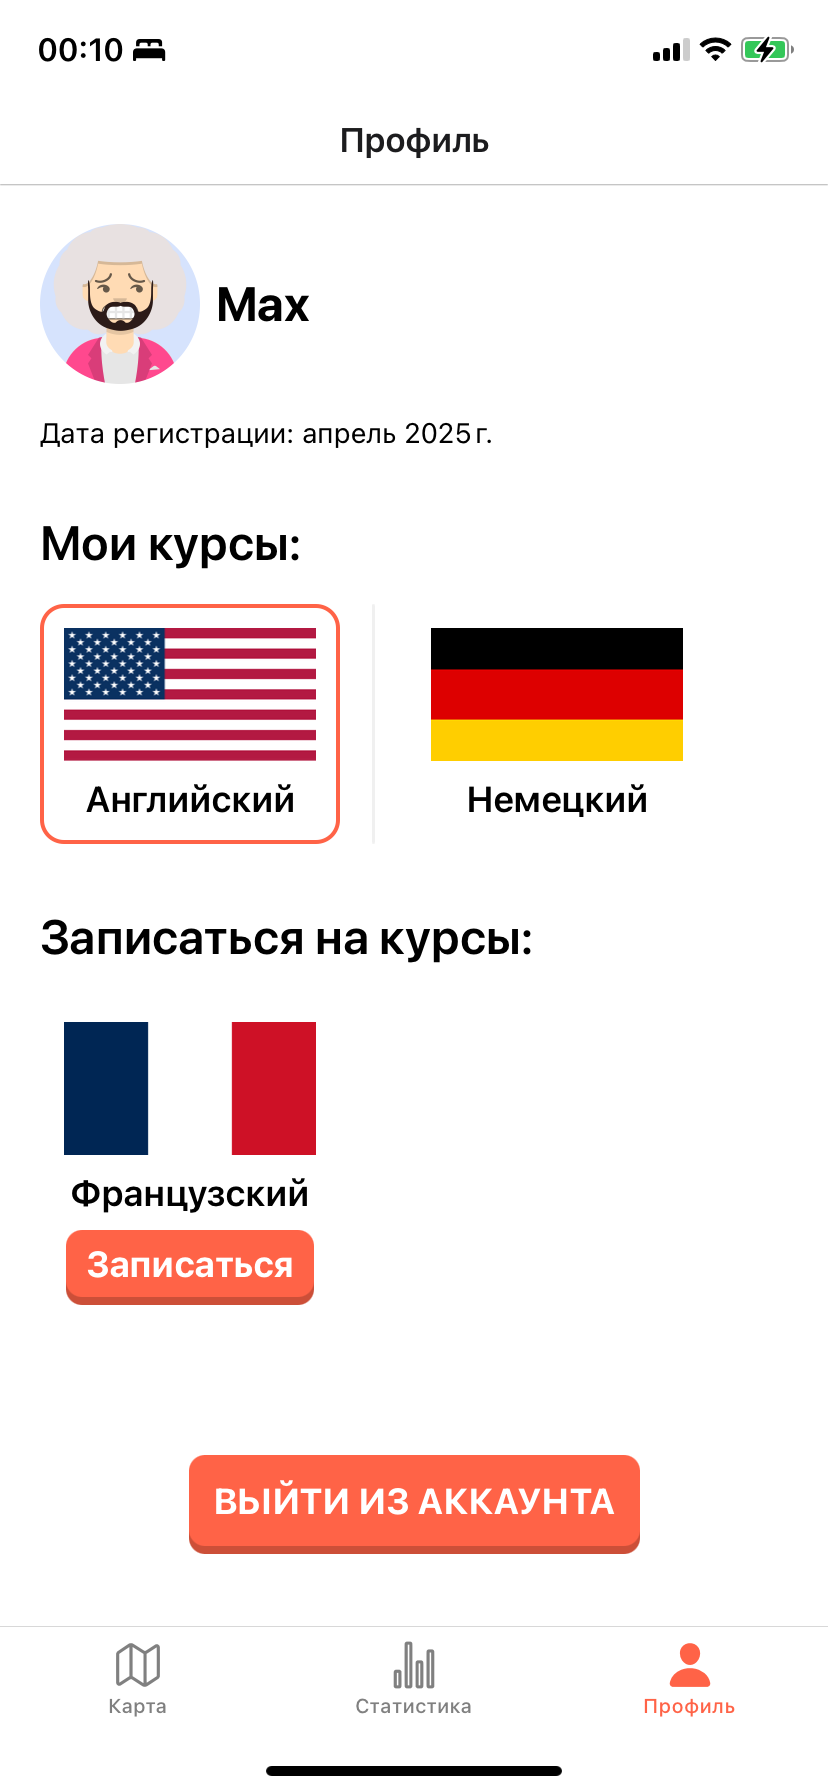 00:10
Профиль
Max
Дата регистрации: апрель 2025 г.
Мои курсы:
Английский
Немецкий
Записаться на курсы:
Французский
Записаться
ВЫЙТИ ИЗ АККАУНТА
Карта
Статистика
Профиль